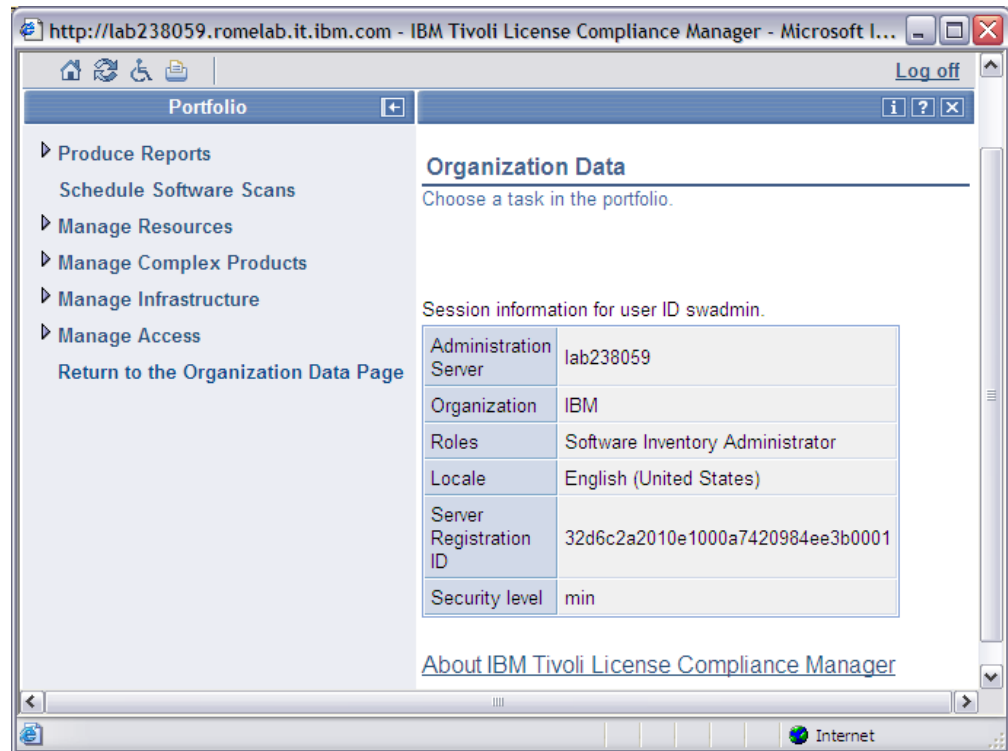 http://lab238059.romelab.it.ibm.com - IBM Tivoli License Compliance Manager - Microsoft I...
Log off
Portfolio
Produce Reports
Schedule Software Scans
Manage Resources
Manage Complex Products
Manage Infrastructure
Manage Access
Return to the Organization Data Page
Organization Data
Choose a task in the portfolio.
Session information for user ID swadmin.
Administration
Server
lab238059
Organization
IBM
Roles
Software Inventory Administrator
Locale
English (United States)
Server
Registration
ID
32d6c2a2010e1000a7420984ee3b0001
Security level
min
About IBM Tivoli License Compliance Manager
Internet